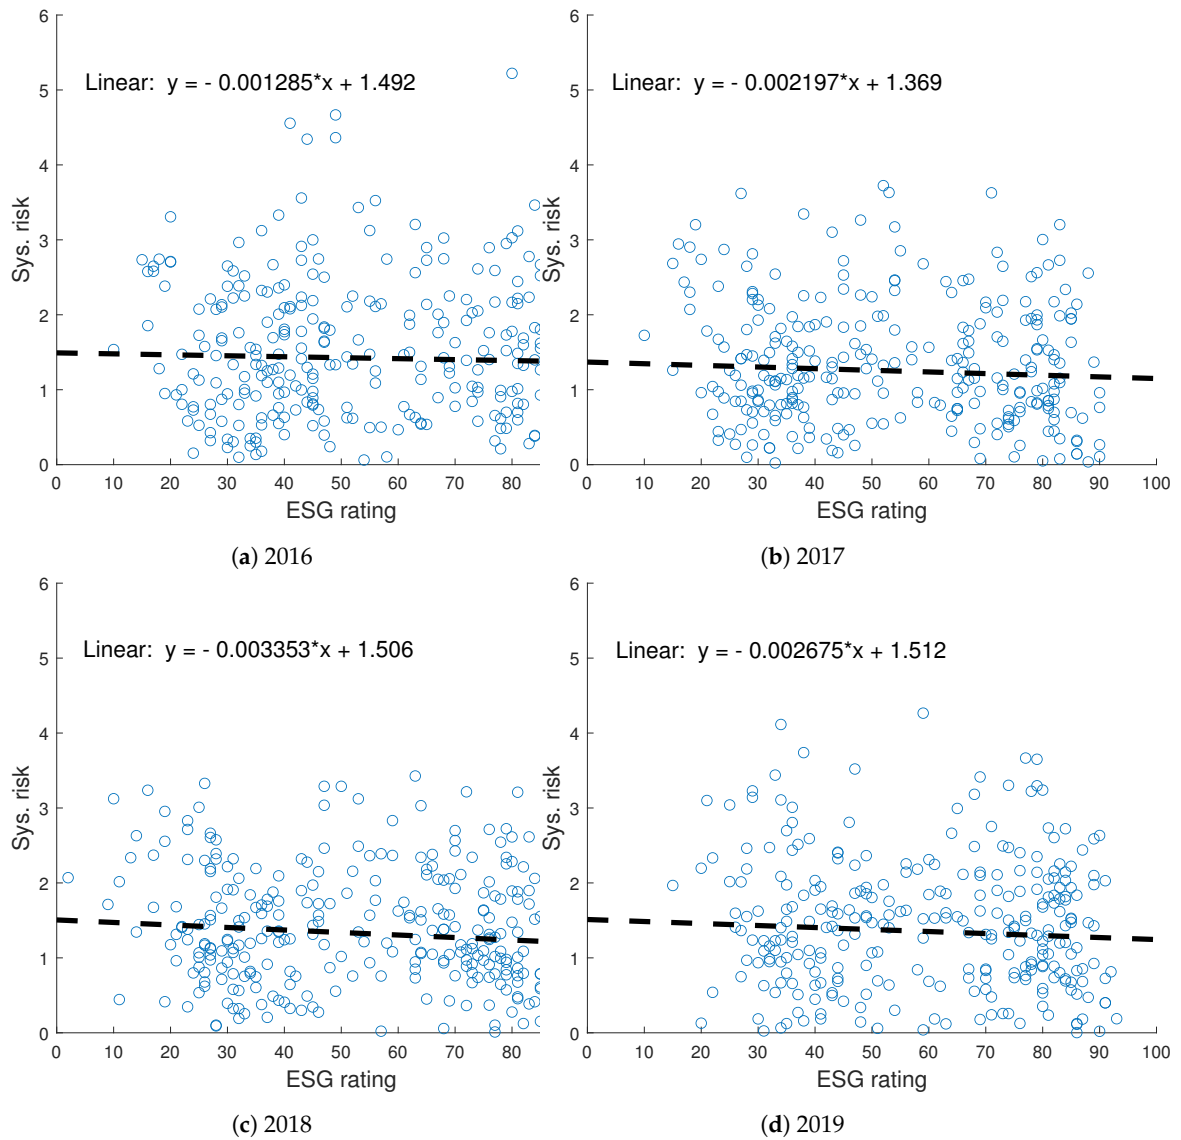 6
5
4
3
2
1
0
Sys. risk
Linear: y = - 0.001285*x + 1.492
0 10 20 30 40 50 60 70 80
ESG rating
(a) 2016
6
5
4
3
2
1
0
Sys. risk
Linear: y = - 0.002197*x + 1.369
0 10 20 30 40 50 60 70 80 90 100
ESG rating
(b) 2017
6
5
4
3
2
1
0
Sys. risk
Linear: y = - 0.003353*x + 1.506
0 10 20 30 40 50 60 70 80
ESG rating
(c) 2018
6
5
4
3
2
1
0
Sys. risk
Linear: y = - 0.002675*x + 1.512
0 10 20 30 40 50 60 70 80 90 100
ESG rating
(d) 2019